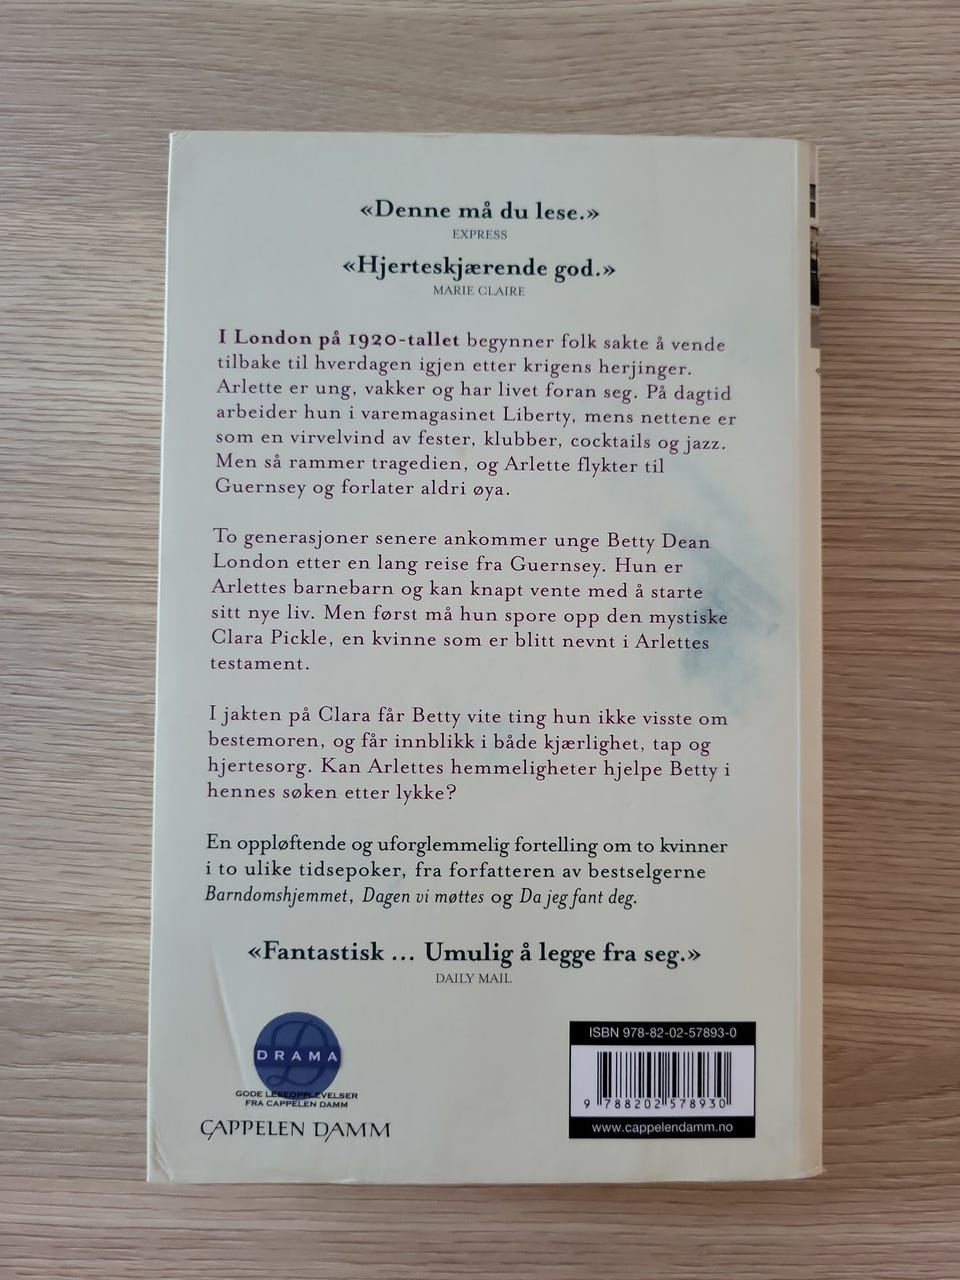 «Denne må du lese.»
EXPRESS
«Hjerteskjærende god.»
MARIE CLAIRE
I London på 1920-tallet begynner folk sakte å vende
tilbake til hverdagen igjen etter krigens herjinger.
Arlette er ung, vakker og har livet foran seg. På dagtid
arbeider hun i varemagasinet Liberty, mens nettene er
som en virvelvind av fester, klubber, cocktails og jazz.
Men så rammer tragedien, og Arlette flykter til
Guernsey og forlater aldri øya.
To generasjoner senere ankommer unge Betty Dean
London etter en lang reise fra Guernsey. Hun er
Arlettes barnebarn og kan knapt vente med å starte
sitt nye liv. Men først må hun spore opp den mystiske
Clara Pickle, en kvinne som er blitt nevnt i Arlettes
testament.
I jakten på Clara får Betty vite ting hun ikke visste om
bestemoren, og får innblikk i både kjærlighet, tap og
hjertesorg. Kan Arlettes hemmeligheter hjelpe Betty i
hennes søken etter lykke?
En oppløftende og uforglemmelig fortelling om to kvinner
i to ulike tidsepoker, fra forfatteren av bestselgerne
Barndomshjemmet, Dagen vi møttes og Da jeg fant deg.
«Fantastisk ... Umulig å legge fra seg.»
DAILY MAIL
D
DRAMA
GODE LESEOPPLEVELSER
FRA CAPPELEN DAMM
CAPPELEN DAMM
ISBN 978-82-02-57893-0
9 788202 578930
www.cappelendamm.no